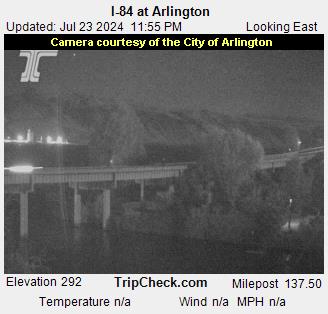 I-84 at Arlington
Updated: Jul 23 2024 11:55 PM Looking East
Camera courtesy of the City of Arlington
Elevation 292 TripCheck.com Milepost 137.50
Temperature n/a Wind n/a MPH n/a